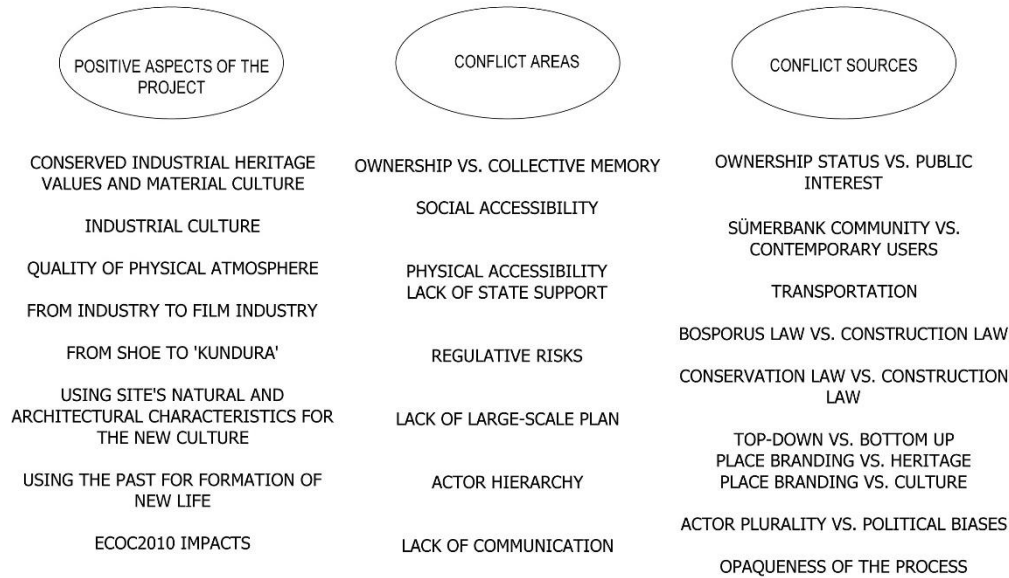 POSITIVE ASPECTS OF THE
PROJECT
CONSERVED INDUSTRIAL HERITAGE
VALUES AND MATERIAL CULTURE
INDUSTRIAL CULTURE
QUALITY OF PHYSICAL ATMOSPHERE
FROM INDUSTRY TO FILM INDUSTRY
FROM SHOE TO 'KUNDURA'
USING SITE'S NATURAL AND
ARCHITECTURAL CHARACTERISTICS FOR
THE NEW CULTURE
USING THE PAST FOR FORMATION OF
NEW LIFE
ECOC2010 IMPACTS
CONFLICT AREAS
OWNERSHIP VS. COLLECTIVE MEMORY
SOCIAL ACCESSIBILITY
PHYSICAL ACCESSIBILITY
LACK OF STATE SUPPORT
REGULATIVE RISKS
LACK OF LARGE-SCALE PLAN
ACTOR HIERARCHY
LACK OF COMMUNICATION
CONFLICT SOURCES
OWNERSHIP STATUS VS. PUBLIC
INTEREST
SÜMERBANK COMMUNITY VS.
CONTEMPORARY USERS
TRANSPORTATION
BOSPORUS LAW VS. CONSTRUCTION LAW
CONSERVATION LAW VS. CONSTRUCTION
LAW
TOP-DOWN VS. BOTTOM UP
PLACE BRANDING VS. HERITAGE
PLACE BRANDING VS. CULTURE
ACTOR PLURALITY VS. POLITICAL BIASES
OPAQUENESS OF THE PROCESS